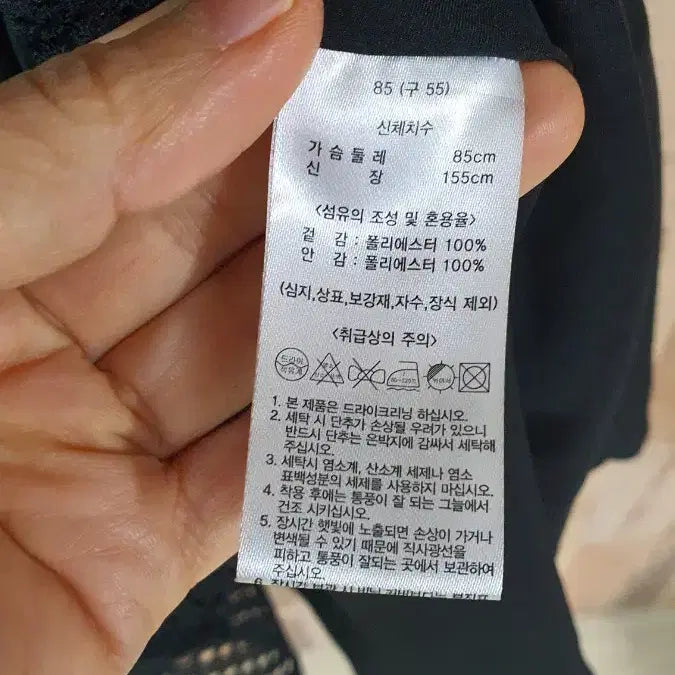 85 (구 55)
신체치수
가 슴 둘 레 85cm
신 장 155cm
<섬유의 조성 및 혼용율>
겉 감 : 폴리에스터 100%
안 감 : 폴리에스터 100%
(심지,상표,보강재,자수,장식 제외)
<취급상의 주의>
드라이
1. 본 제품은 드라이크리닝 하십시오.
2. 세탁 시 단추가 손상될 우려가 있으니
반드시 단추는 은박지에 감싸서 세탁해
주십시오.
3. 세탁시 염소계, 산소계 세제나 염소
표백성분의 세제를 사용하지 마십시오.
4. 착용 후에는 통풍이 잘 되는 그늘에서
건조 시키십시오.
5. 장시간 햇빛에 노출되면 손상이 가거나
변색될 수 있기 때문에 직사광선을
피하고 통풍이 잘되는 곳에서 보관하여
주십시오.
6. 장시간